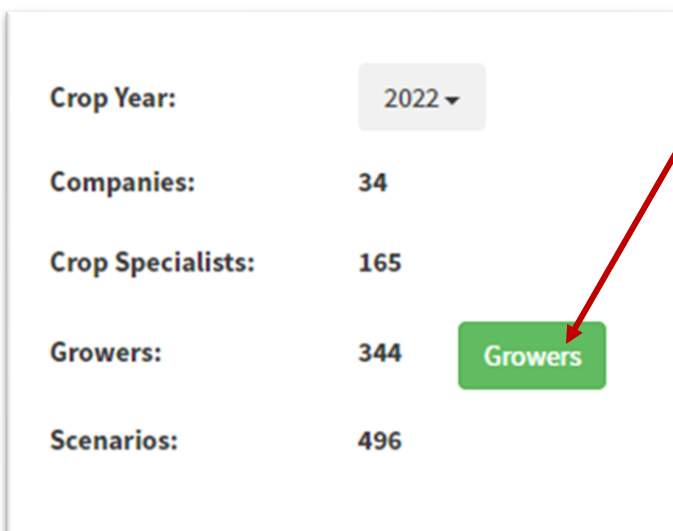 Crop Year: 2022
Companies: 34
Crop Specialists: 165
Growers: 344 Growers
Scenarios: 496